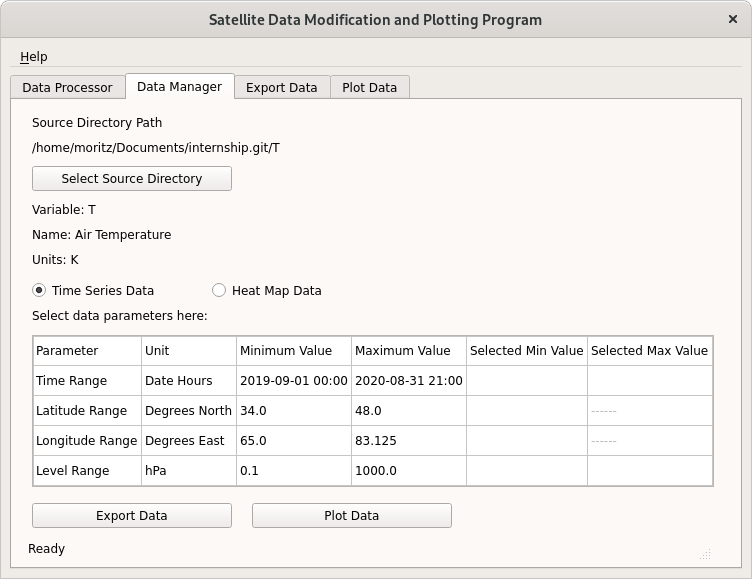 Satellite Data Modification and Plotting Program
Help
Data Processor Data Manager Export Data Plot Data
Source Directory Path
/home/moritz/Documents/internship.git/T
Select Source Directory
Variable: T
Name: Air Temperature
Units: K
Time Series Data Heat Map Data
Select data parameters here:
Parameter Unit Minimum Value Maximum Value Selected Min Value Selected Max Value
Time Range Date Hours 2019-09-01 00:00 2020-08-31 21:00
Latitude Range Degrees North 34.0 48.0 ------
Longitude Range Degrees East 65.0 83.125 ------
Level Range hPa 0.1 1000.0
Export Data Plot Data
Ready